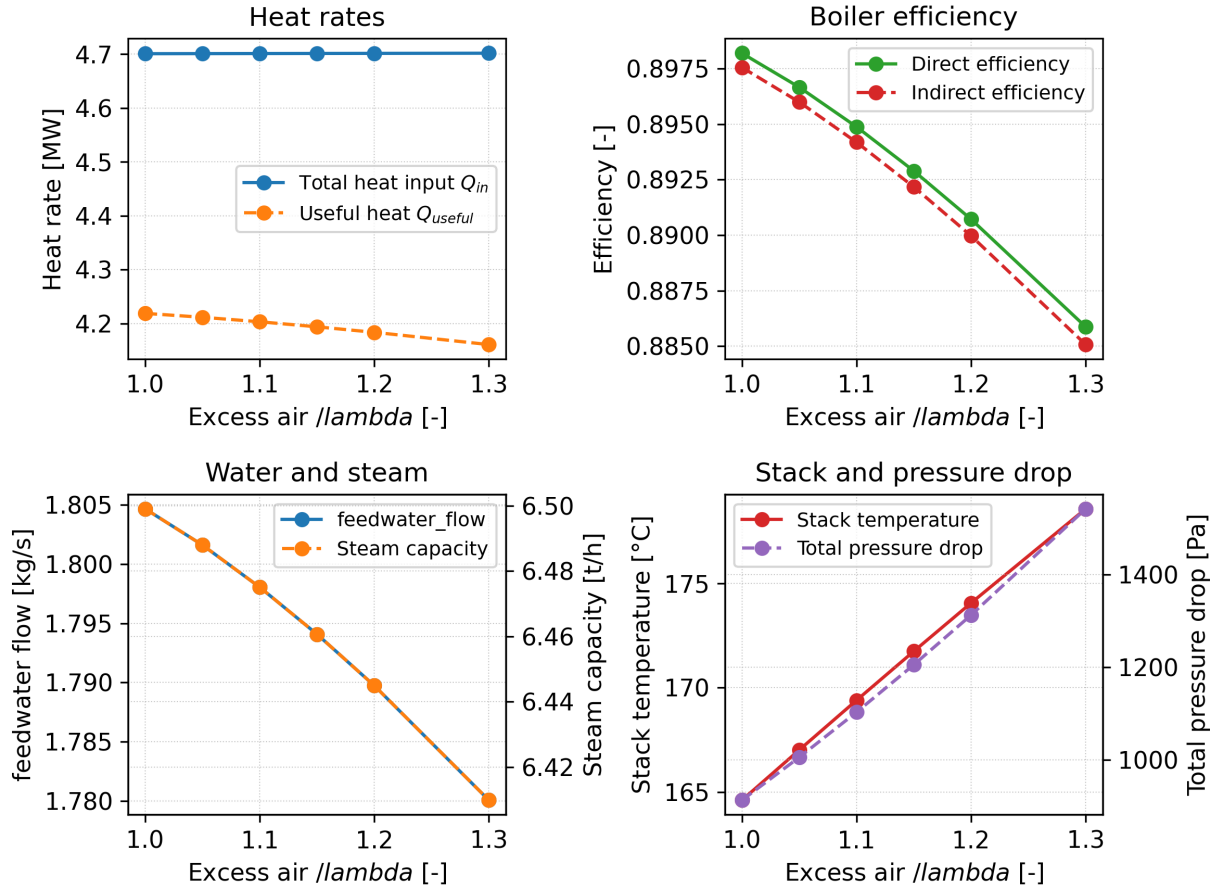 Heat rates
4.7
4.6
4.5
4.4
4.3
4.2
Heat rate [MW]
Total heat input Q_in
Useful heat Q_useful
1.0 1.1 1.2 1.3
Excess air /lambda [-]
Boiler efficiency
0.8975
0.8950
0.8925
0.8900
0.8875
0.8850
Efficiency [-]
Direct efficiency
Indirect efficiency
1.0 1.1 1.2 1.3
Excess air /lambda [-]
Water and steam
1.805
1.800
1.795
1.790
1.785
1.780
feedwater flow [kg/s]
feedwater_flow
Steam capacity
6.50
6.48
6.46
6.44
6.42
Steam capacity [t/h]
1.0 1.1 1.2 1.3
Excess air /lambda [-]
Stack and pressure drop
175
170
165
Stack temperature [°C]
Stack temperature
Total pressure drop
1400
1200
1000
Total pressure drop [Pa]
1.0 1.1 1.2 1.3
Excess air /lambda [-]